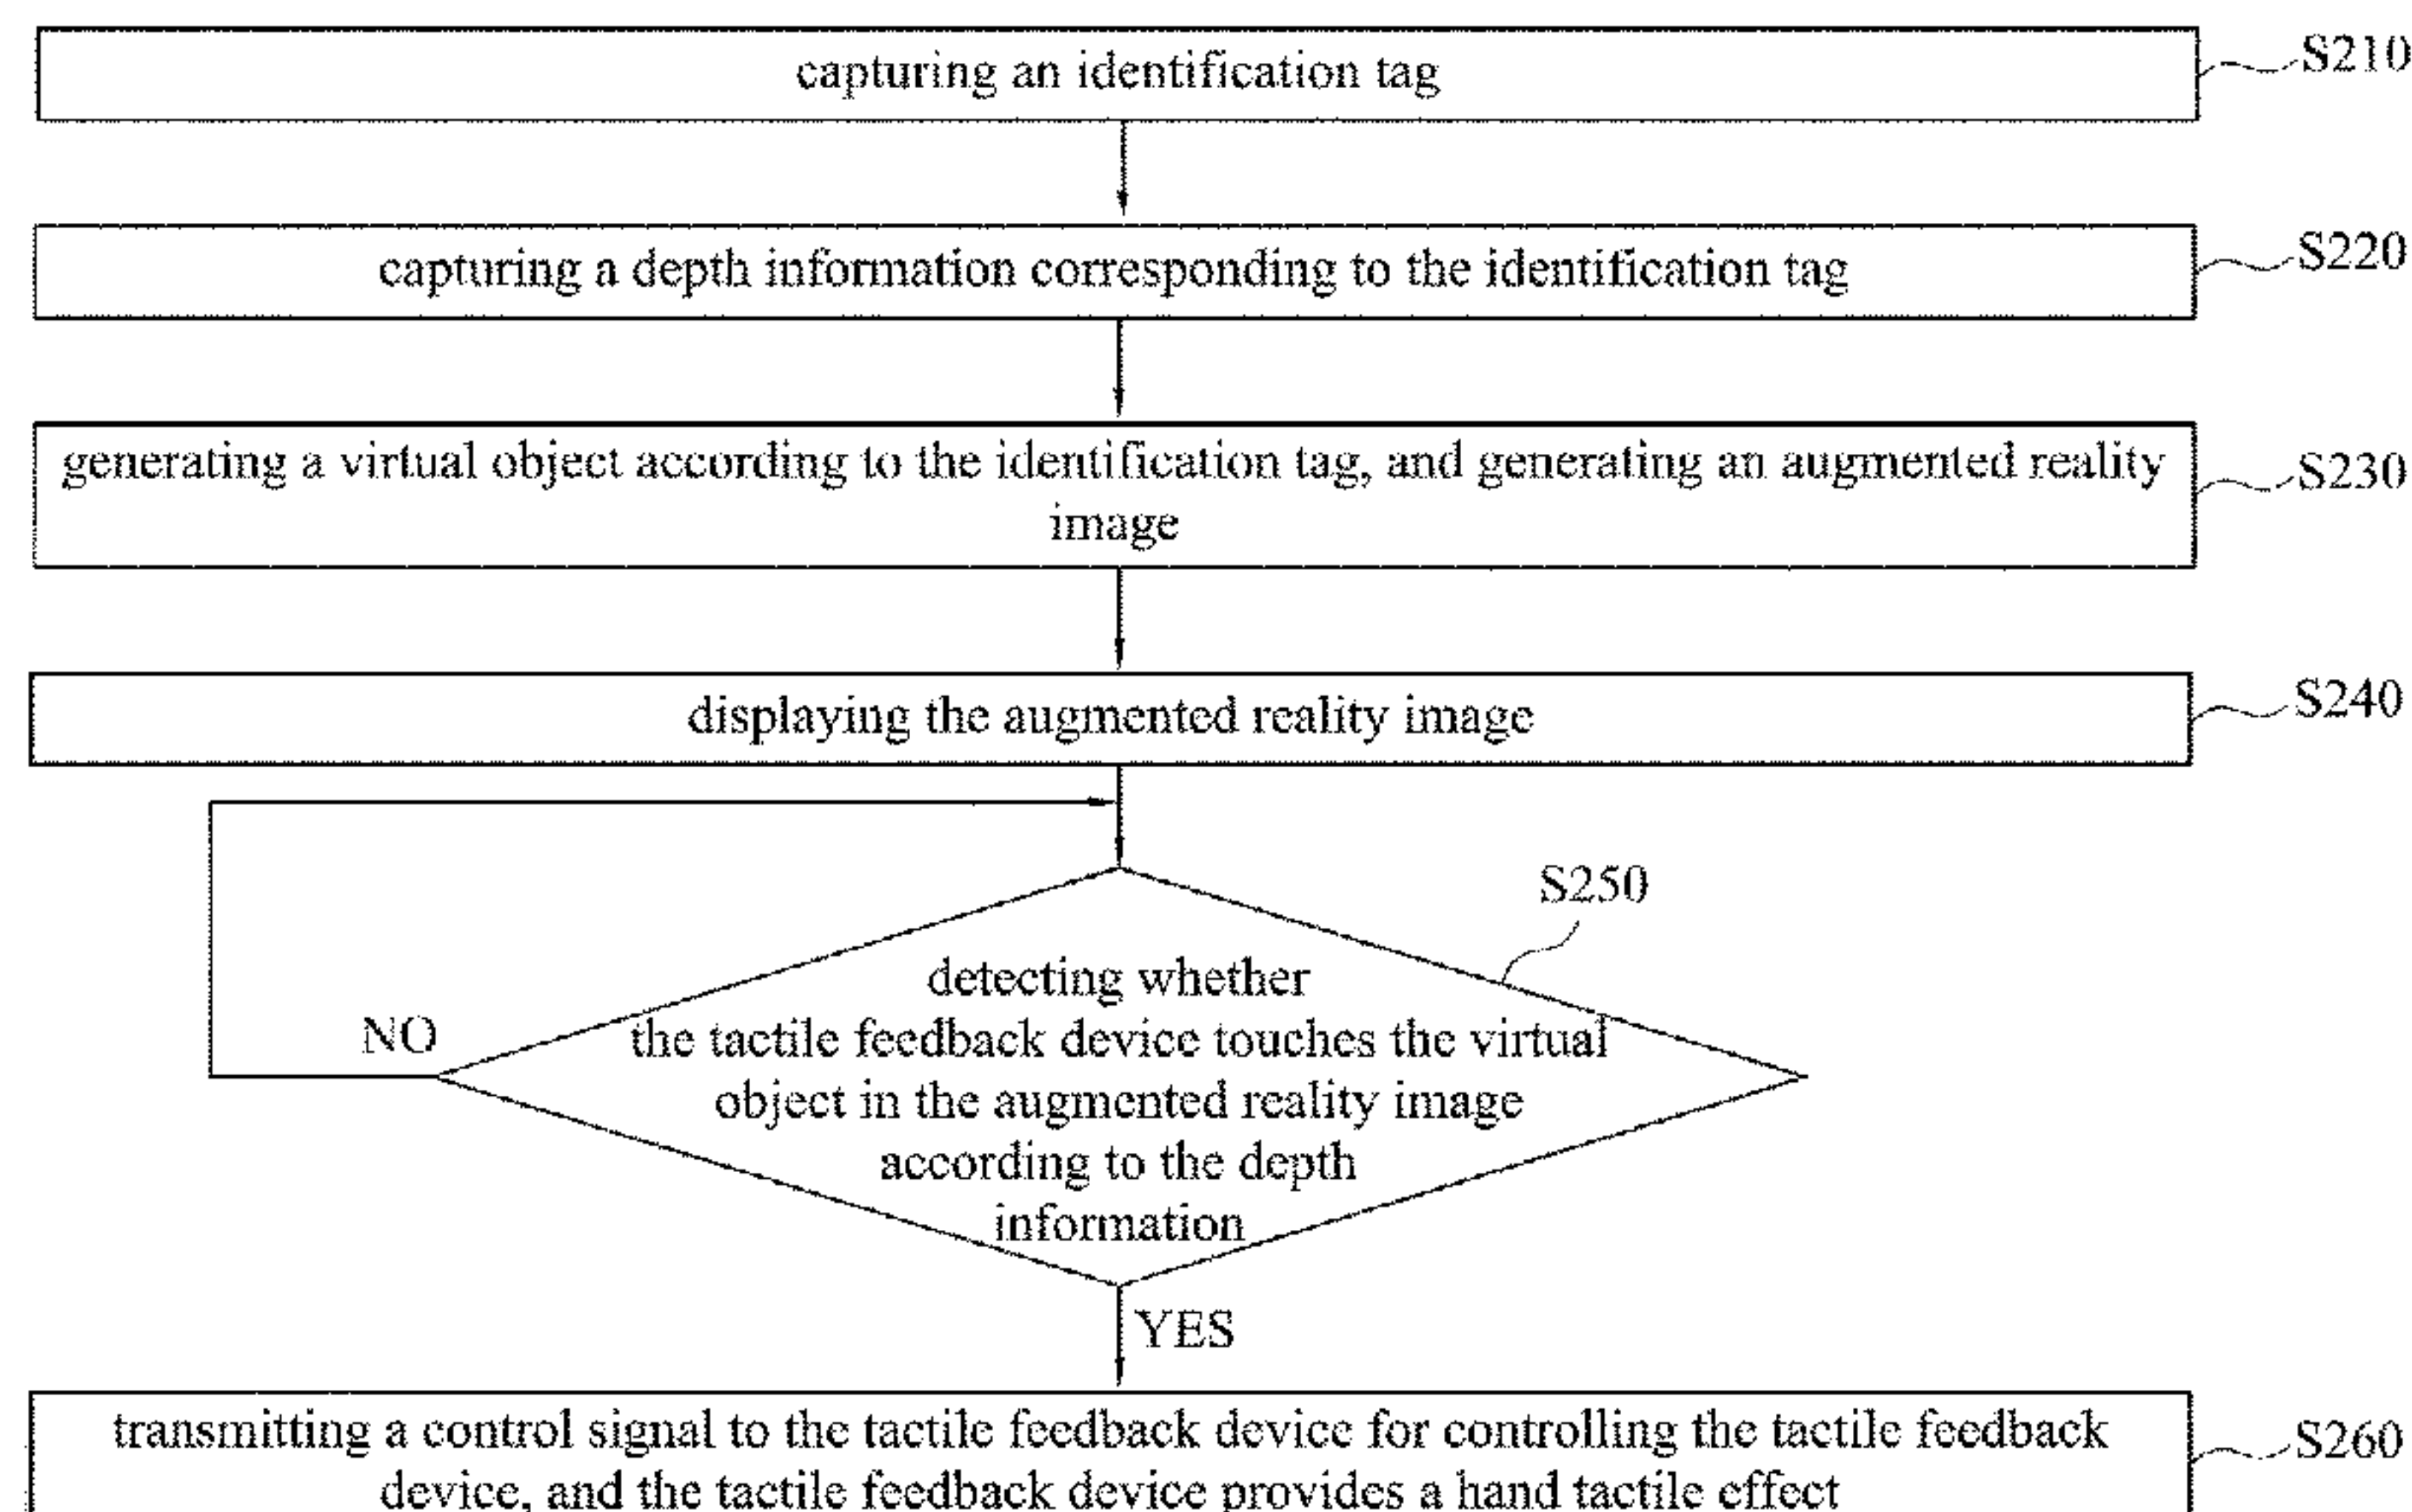 capturing an identification tag
S210
capturing a depth information corresponding to the identification tag
S220
generating a virtual object according to the identification tag, and generating an augmented reality
image
S230
displaying the augmented reality image
S240
S250
detecting whether
the tactile feedback device touches the virtual
object in the augmented reality image
according to the depth
information
NO
YES
transmitting a control signal to the tactile feedback device for controlling the tactile feedback
device, and the tactile feedback device provides a hand tactile effect
S260